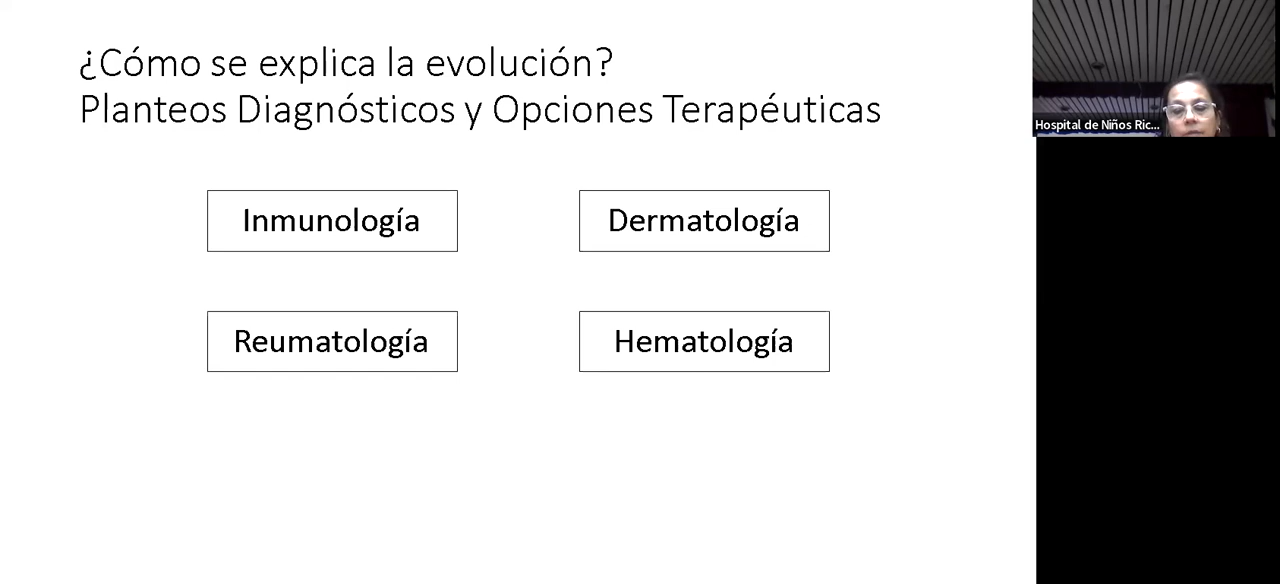 ¿Cómo se explica la evolución?
Planteos Diagnósticos y Opciones Terapéuticas
Inmunología
Dermatología
Reumatología
Hematología
Hospital de Niños Ric...